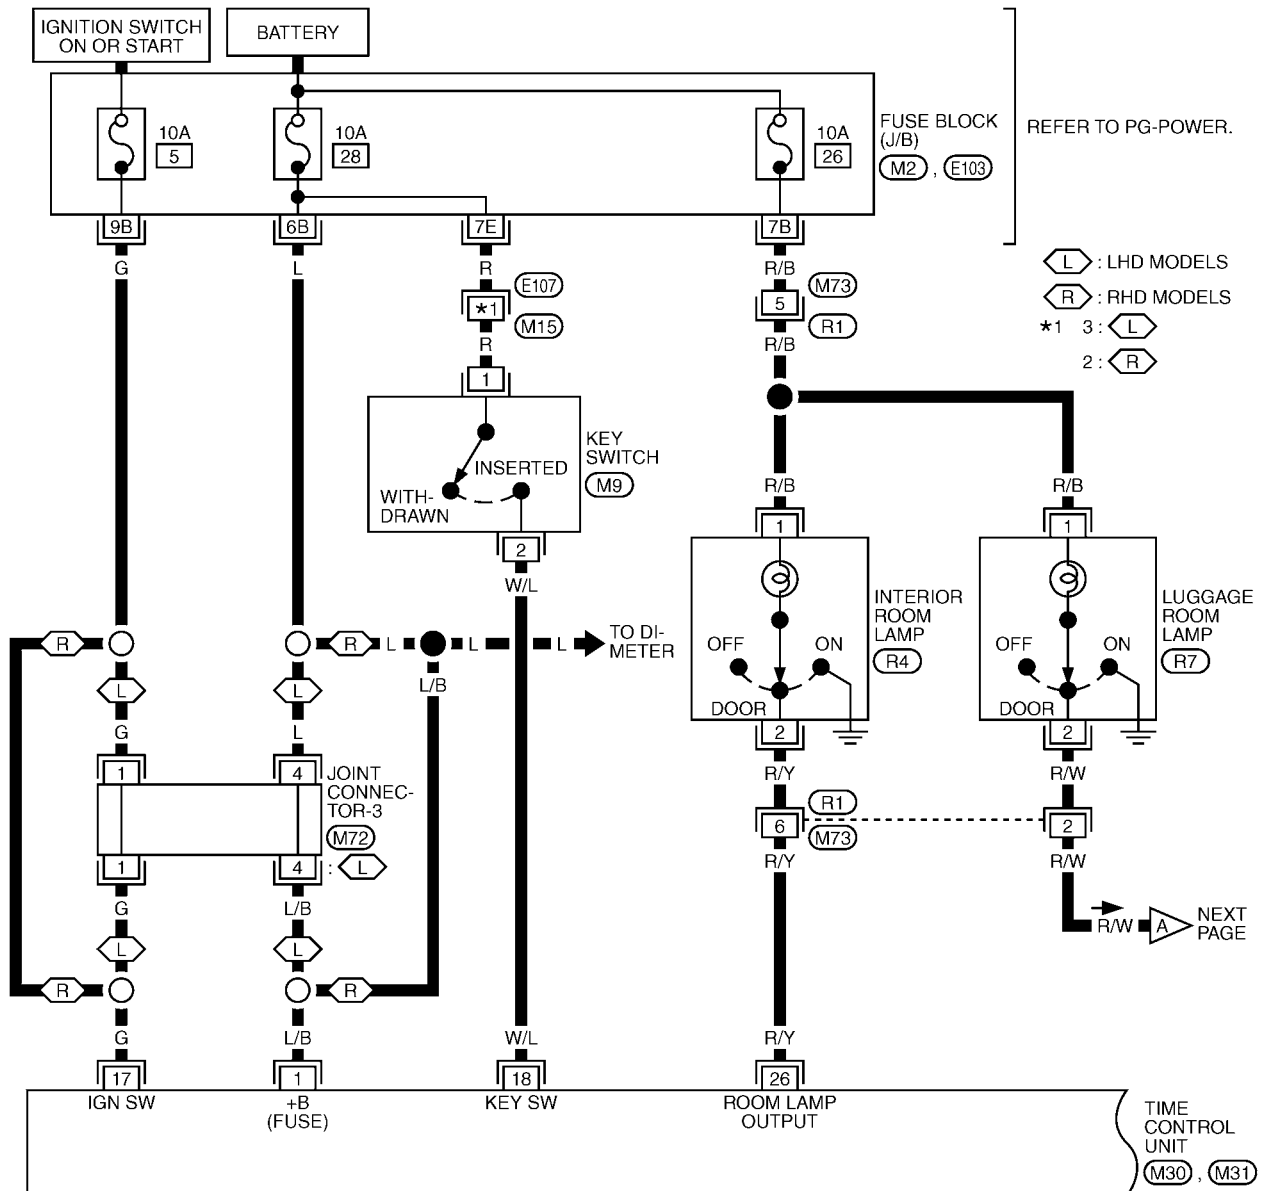 IGNITION SWITCH
ON OR START
BATTERY
10A
5
10A
28
10A
26
FUSE BLOCK
(J/B)
M2 , E103
REFER TO PG-POWER.
9B
6B
7E
7B
G
L
R
R/B
L : LHD MODELS
R : RHD MODELS
*1 3 : L
2 : R
E107
*1
M15
M73
5
R1
R
R/B
1
KEY
SWITCH
M9
INSERTED
WITH-
DRAWN
2
W/L
R/B
R/B
1
1
INTERIOR
ROOM
LAMP
R4
LUGGAGE
ROOM
LAMP
R7
OFF
ON
DOOR
OFF
ON
DOOR
2
2
R
R
L
L
L
TO DI-
METER
L
L
L/B
G
L
R/Y
R/W
1
4
JOINT
CONNEC-
TOR-3
M72
1
4
: L
R1
6
M73
2
R/Y
R/W
G
L/B
L
L
R/W
A
NEXT
PAGE
R
R
G
L/B
W/L
R/Y
17
1
18
26
IGN SW
+B
(FUSE)
KEY SW
ROOM LAMP
OUTPUT
TIME
CONTROL
UNIT
M30 , M31